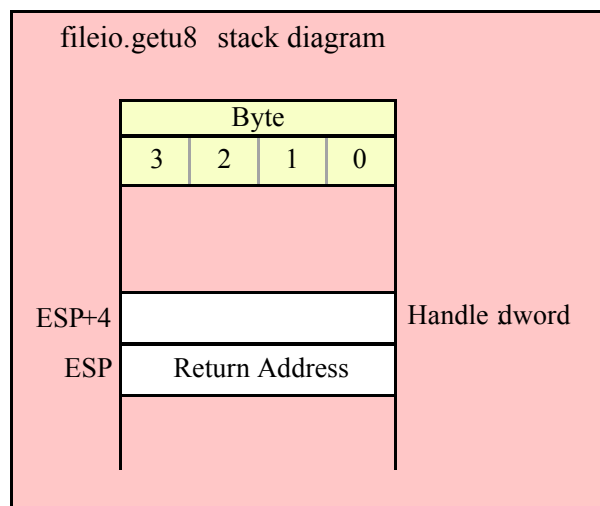 fileio.getu8 stack diagram
Byte
3 2 1 0
ESP+4 Handle:dword
ESP Return Address